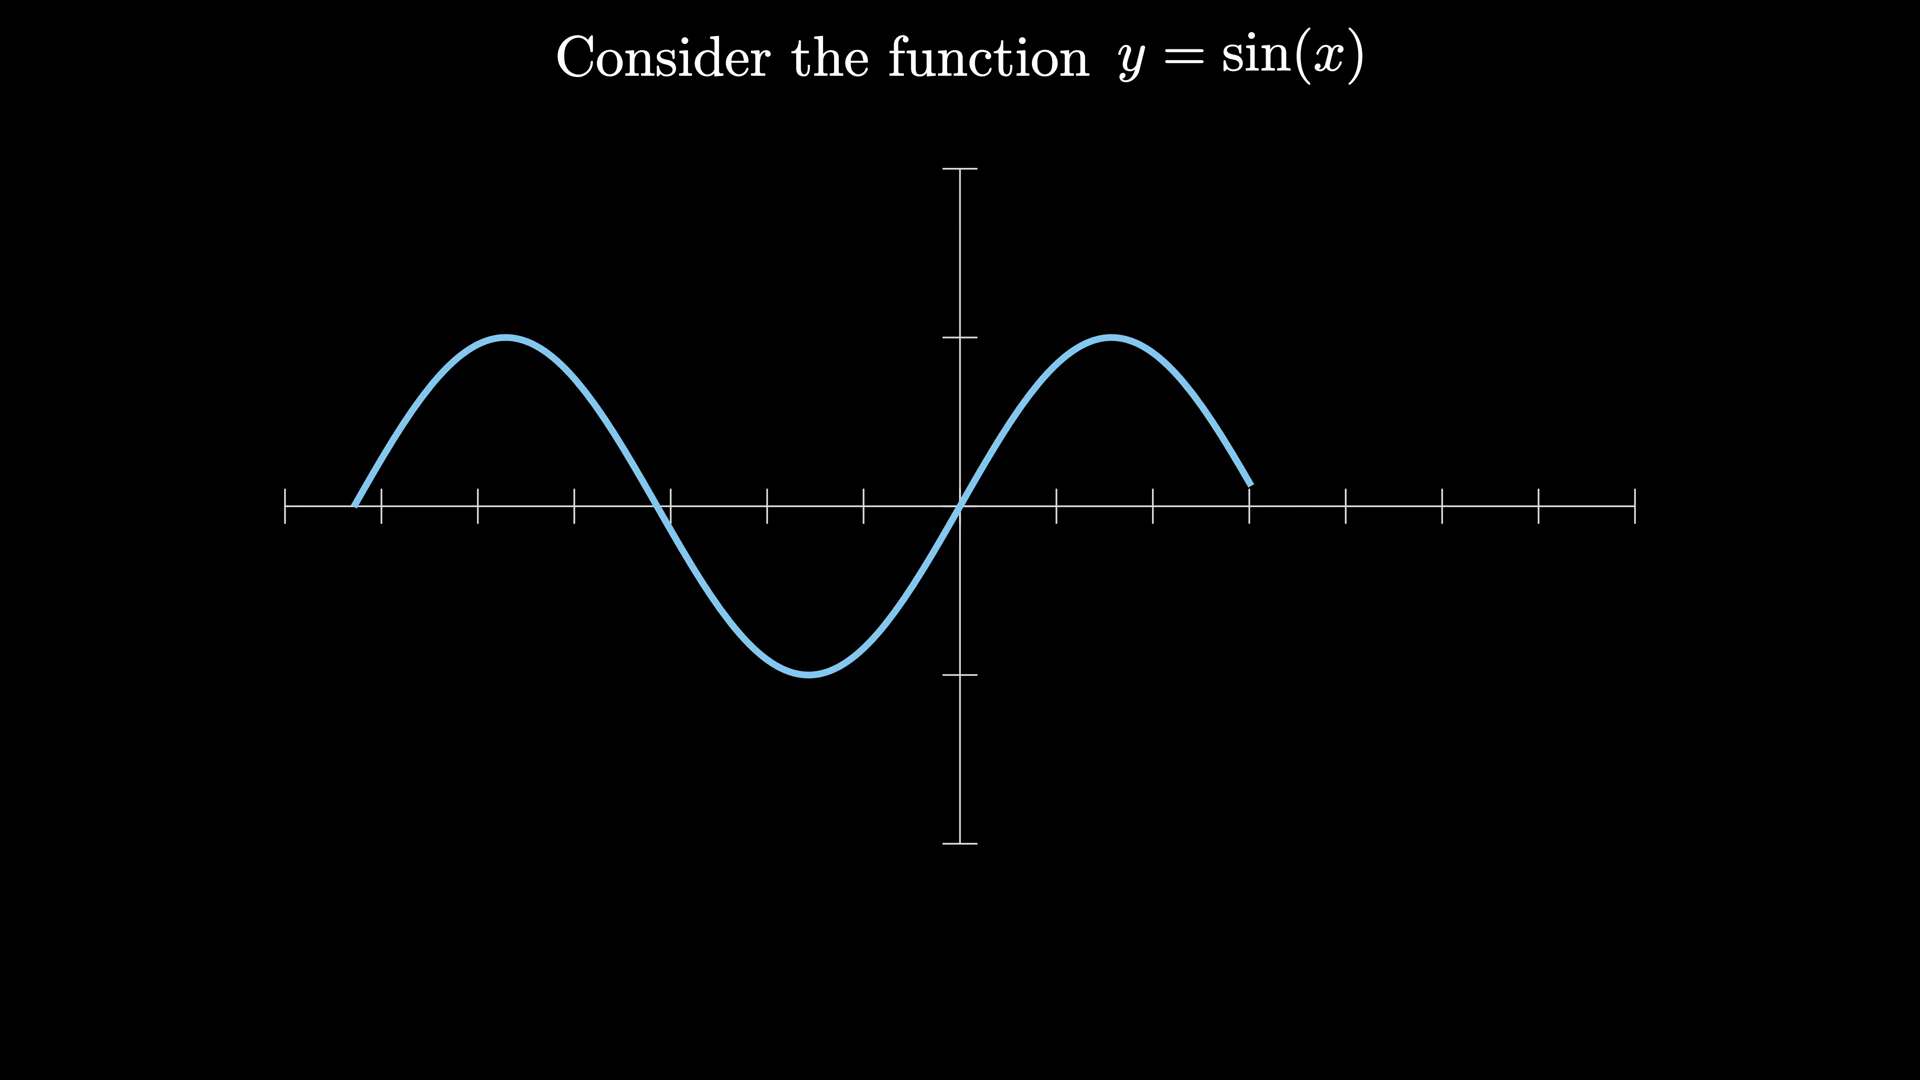 Consider the function y = sin(x)